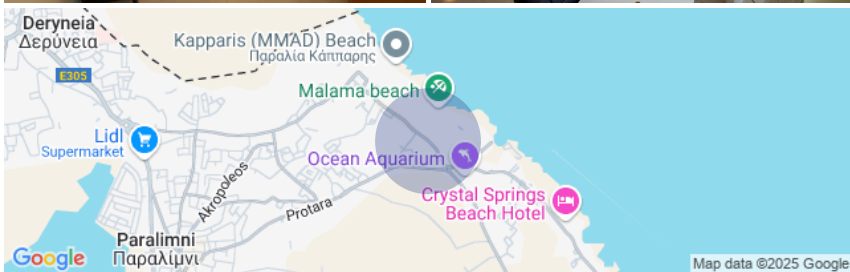 Deryneia
Δερύνεια
Kapparis (MMAD) Beach
Παραλία Κάππαρης
E305
Malama beach
Lidl
Supermarket
Ocean Aquarium
Akropoleos
Crystal Springs
Beach Hotel
Protara
Paralimni
Παραλίμνι
Google
Map data ©2025 Google